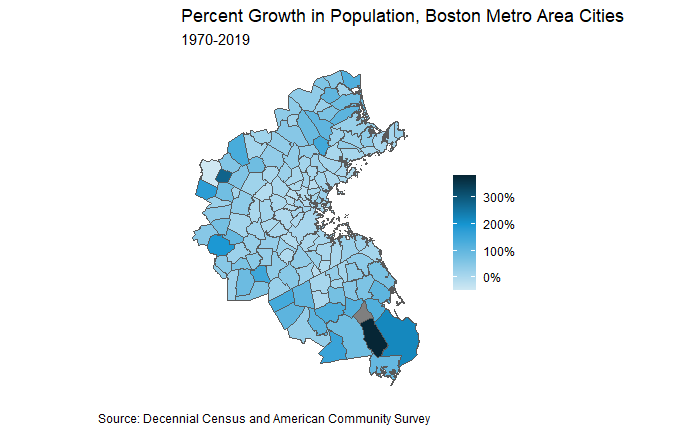 Percent Growth in Population, Boston Metro Area Cities
1970-2019
300%
200%
100%
0%
Source: Decennial Census and American Community Survey